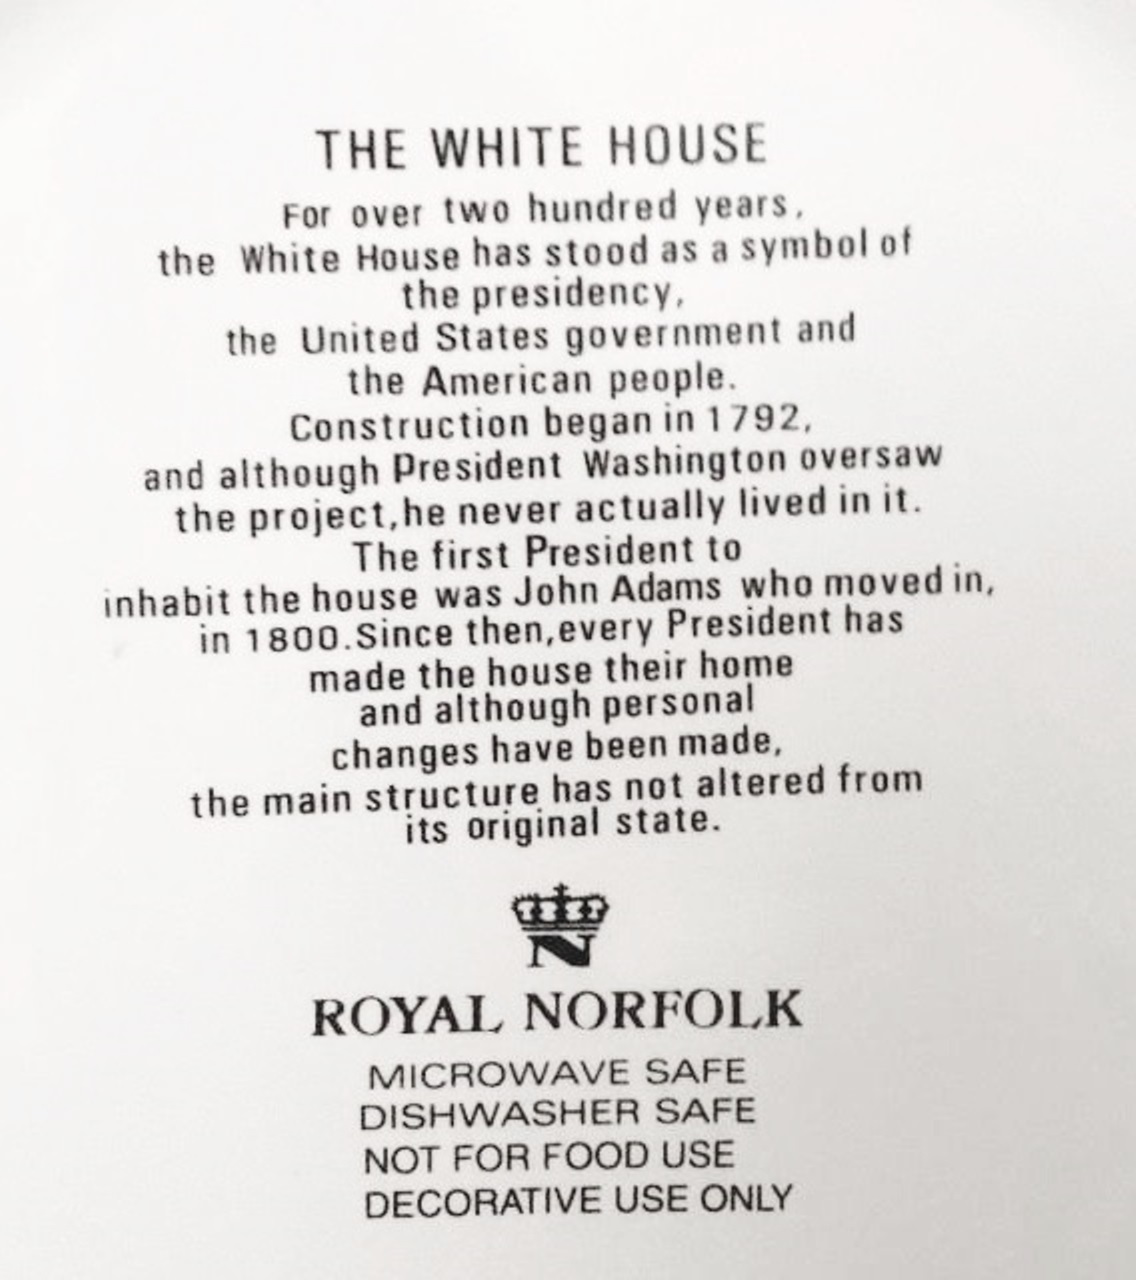 THE WHITE HOUSE
For over two hundred years,
the White House has stood as a symbol of
the presidency,
the United States government and
the American people.
Construction began in 1792,
and although President Washington oversaw
the project,he never actually lived in it.
The first President to
inhabit the house was John Adams who moved in,
in 1800.Since then,every President has
made the house their home
and although personal
changes have been made,
the main structure has not altered from
its original state.
N
ROYAL NORFOLK
MICROWAVE SAFE
DISHWASHER SAFE
NOT FOR FOOD USE
DECORATIVE USE ONLY